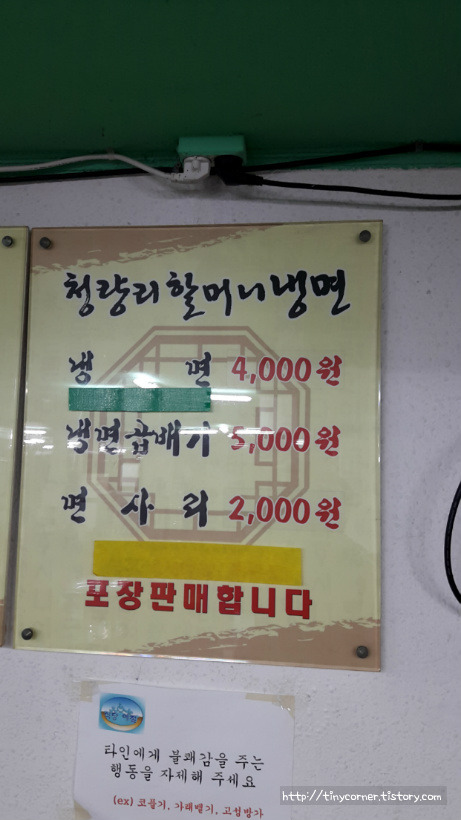 청량리할머니냉면
냉 면 4,000원
냉면곱배기 5,000원
면 사 리 2,000원
포장판매합니다
타인에게 불쾌감을 주는
행동을 자제해 주세요
(ex) 코풀기, 가래뱉기, 고성방가
http://tinycorner.tistory.com